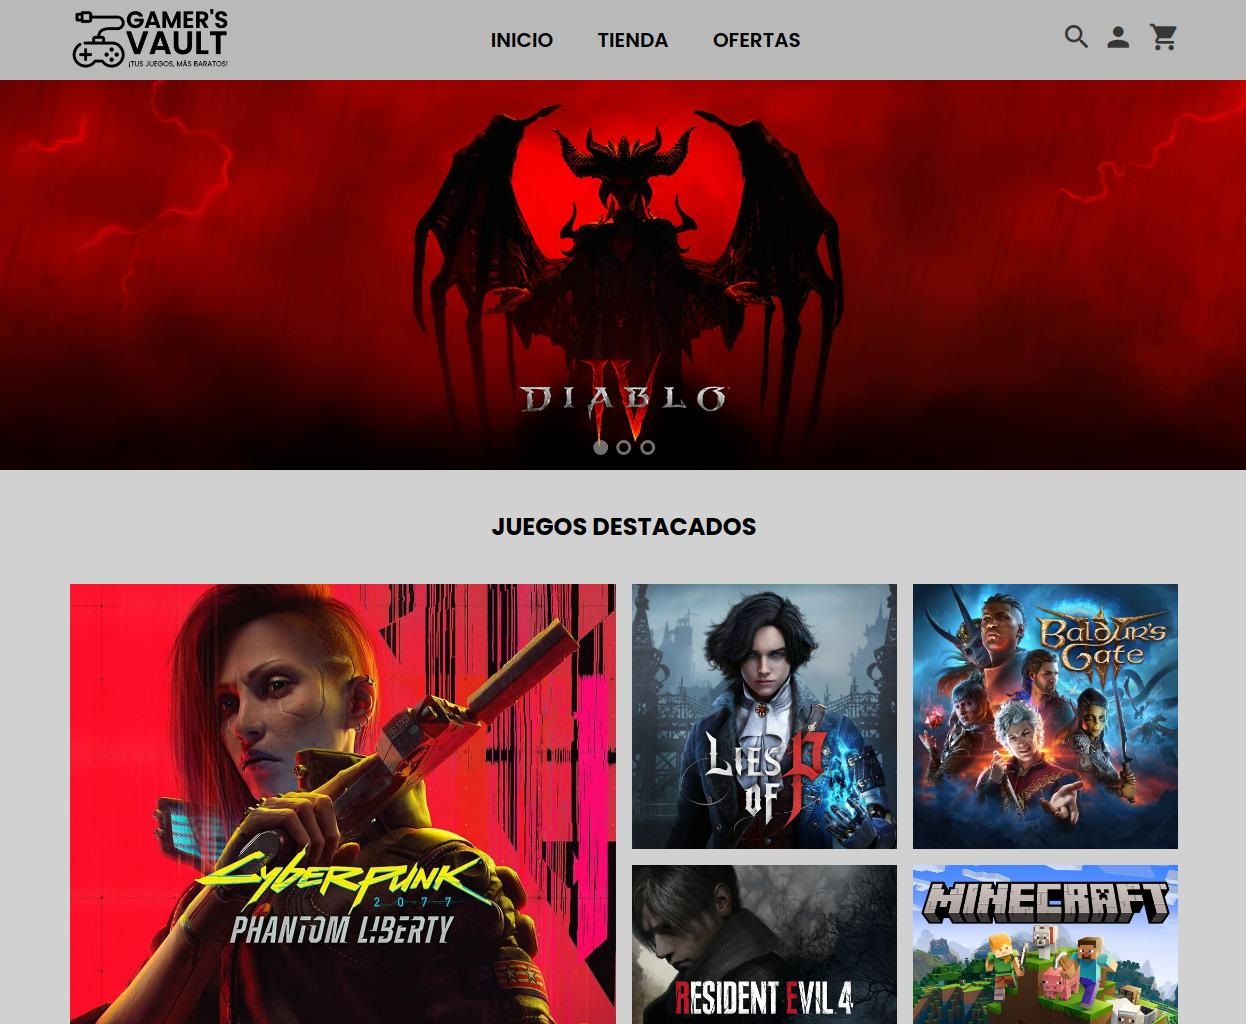 GAMER'S
VAULT
¡TUS JUEGOS, MÁS BARATOS!
INICIO TIENDA OFERTAS
DIABLO
IV
JUEGOS DESTACADOS
CYBERPUNK
2077
PHANTOM LIBERTY
LIES
OF P
BALDUR'S
GATE
III
RESIDENT EVIL 4
MINECRAFT